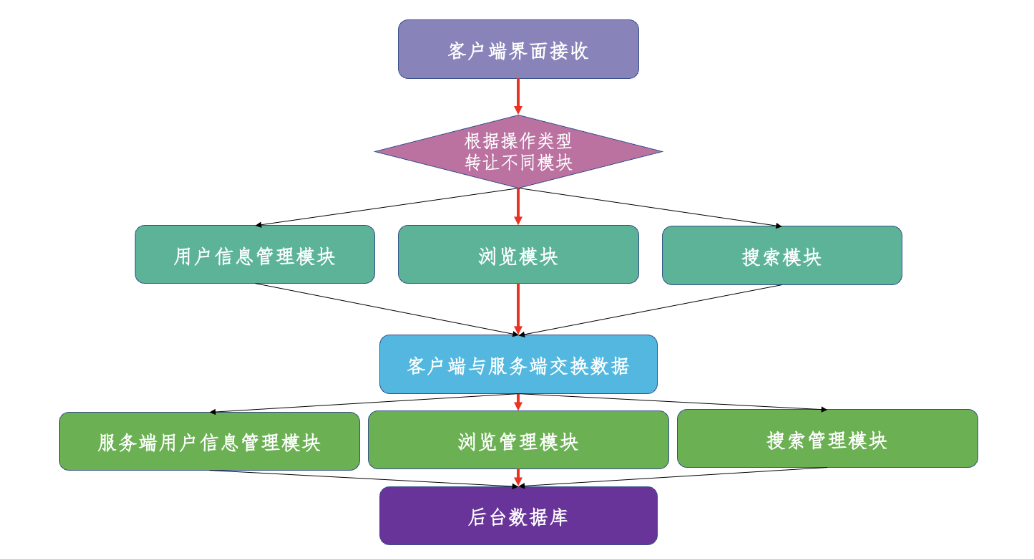 客户端界面接收
根据操作类型
转让不同模块
用户信息管理模块
浏览模块
搜索模块
客户端与服务端交换数据
服务端用户信息管理模块
浏览管理模块
搜索管理模块
后台数据库